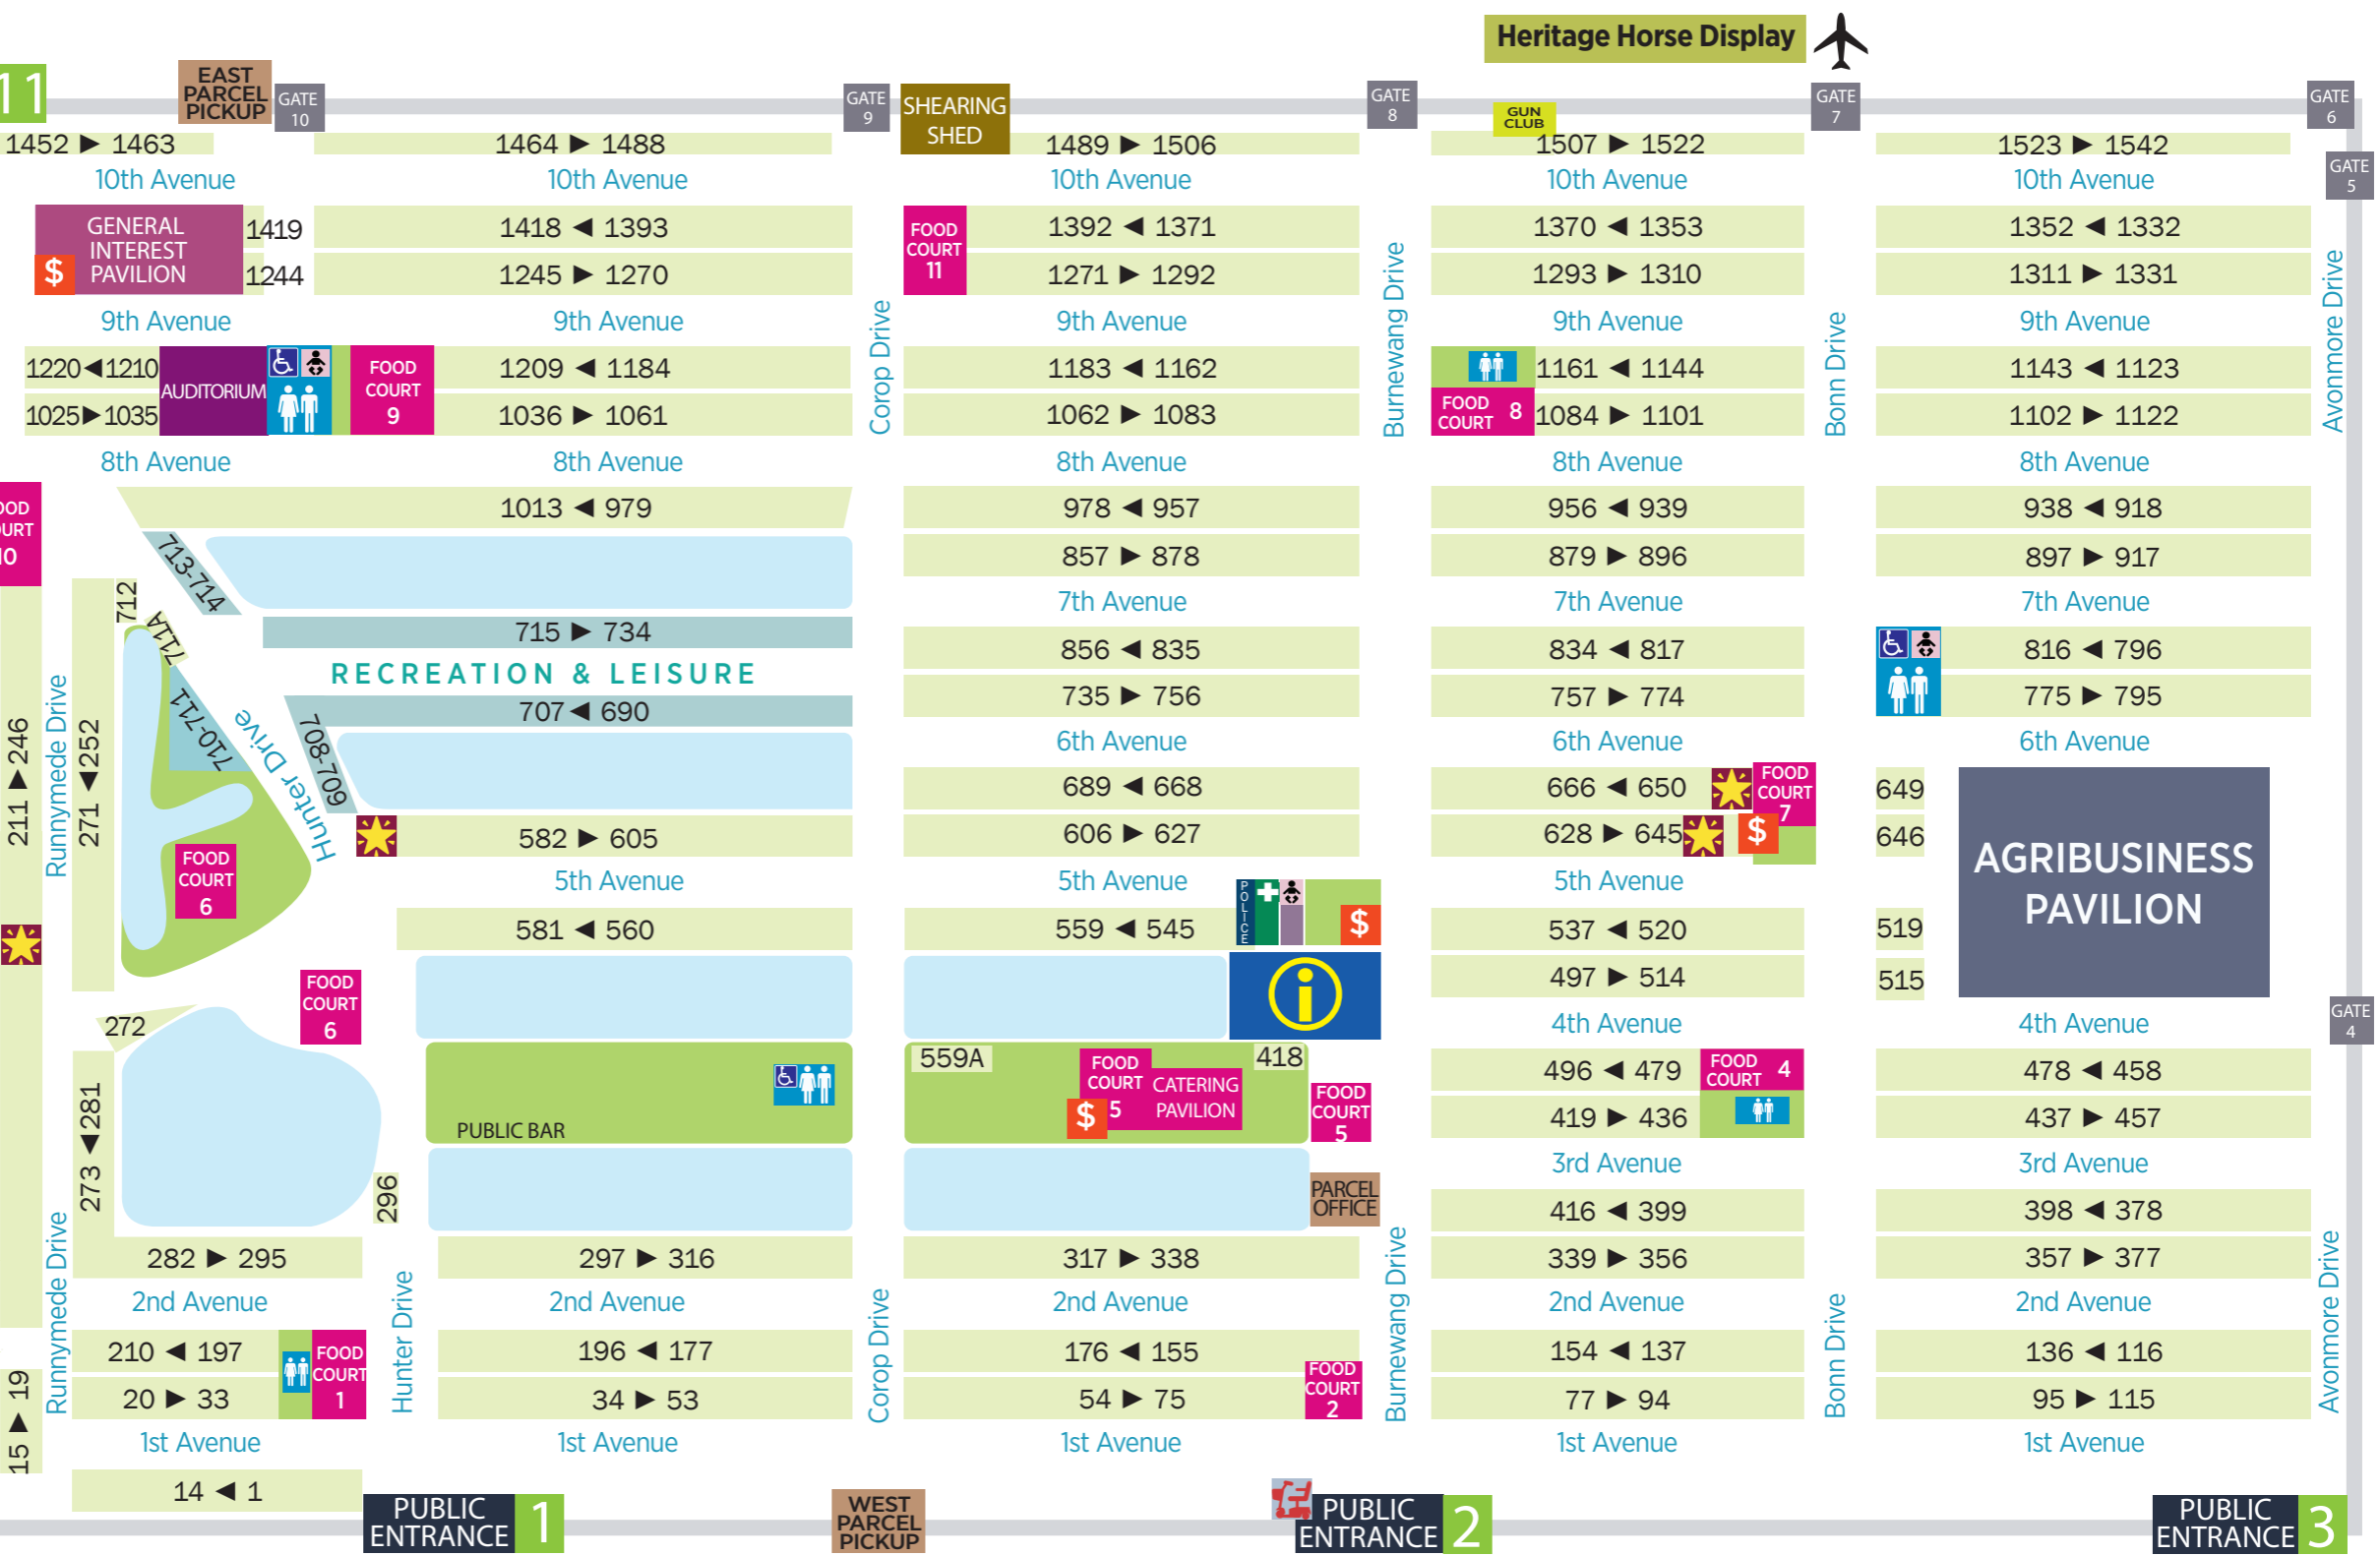 Heritage Horse Display
11
EAST
PARCEL
PICKUP
GATE
10
GATE
9
SHEARING
SHED
GATE
8
GUN
CLUB
GATE
7
GATE
6
1452 ▶ 1463
1464 ▶ 1488
1489 ▶ 1506
1507 ▶ 1522
1523 ▶ 1542
GATE
5
10th Avenue
10th Avenue
10th Avenue
10th Avenue
10th Avenue
GENERAL
INTEREST
PAVILION
$
1419
1244
1418 ◀ 1393
1245 ▶ 1270
FOOD
COURT
11
1392 ◀ 1371
1271 ▶ 1292
1370 ◀ 1353
1293 ▶ 1310
1352 ◀ 1332
1311 ▶ 1331
9th Avenue
9th Avenue
9th Avenue
9th Avenue
9th Avenue
Corop Drive
Burnewang Drive
Bonn Drive
Avonmore Drive
1220◀1210
1025▶1035
AUDITORIUM
FOOD
COURT
9
1209 ◀ 1184
1036 ▶ 1061
1183 ◀ 1162
1062 ▶ 1083
1161 ◀ 1144
FOOD
COURT 8
1084 ▶ 1101
1143 ◀ 1123
1102 ▶ 1122
8th Avenue
8th Avenue
8th Avenue
8th Avenue
8th Avenue
OOD
URT
10
1013 ◀ 979
978 ◀ 957
956 ◀ 939
938 ◀ 918
713-714
857 ▶ 878
879 ▶ 896
897 ▶ 917
712
711A
7th Avenue
7th Avenue
7th Avenue
715 ▶ 734
RECREATION & LEISURE
707◀ 690
856 ◀ 835
735 ▶ 756
834 ◀ 817
757 ▶ 774
816 ◀ 796
775 ▶ 795
211 ▶ 246
Runnymede Drive
271 ◀252
710-711
Hunter Drive
708-709
6th Avenue
6th Avenue
6th Avenue
689 ◀ 668
666 ◀ 650
FOOD
COURT
7
649
582 ▶ 605
606 ▶ 627
628 ▶ 645
$
646
AGRIBUSINESS
PAVILION
FOOD
COURT
6
5th Avenue
5th Avenue
5th Avenue
581 ◀ 560
559 ◀ 545
POLICE
$
537 ◀ 520
519
497 ▶ 514
515
FOOD
COURT
6
i
272
4th Avenue
4th Avenue
GATE
4
273 ◀281
PUBLIC BAR
559A
FOOD
COURT
5
$
CATERING
PAVILION
418
FOOD
COURT
5
496 ◀ 479
FOOD
COURT 4
478 ◀ 458
419 ▶ 436
437 ▶ 457
3rd Avenue
3rd Avenue
296
PARCEL
OFFICE
416 ◀ 399
398 ◀ 378
282 ▶ 295
297 ▶ 316
317 ▶ 338
339 ▶ 356
357 ▶ 377
Runnymede Drive
Hunter Drive
Corop Drive
Burnewang Drive
Bonn Drive
Avonmore Drive
2nd Avenue
2nd Avenue
2nd Avenue
2nd Avenue
2nd Avenue
210 ◀ 197
FOOD
COURT
1
196 ◀ 177
176 ◀ 155
FOOD
COURT
2
154 ◀ 137
136 ◀ 116
15 ▶ 19
20 ▶ 33
34 ▶ 53
54 ▶ 75
77 ▶ 94
95 ▶ 115
1st Avenue
1st Avenue
1st Avenue
1st Avenue
1st Avenue
14 ◀ 1
PUBLIC
ENTRANCE 1
WEST
PARCEL
PICKUP
PUBLIC
ENTRANCE 2
PUBLIC
ENTRANCE 3